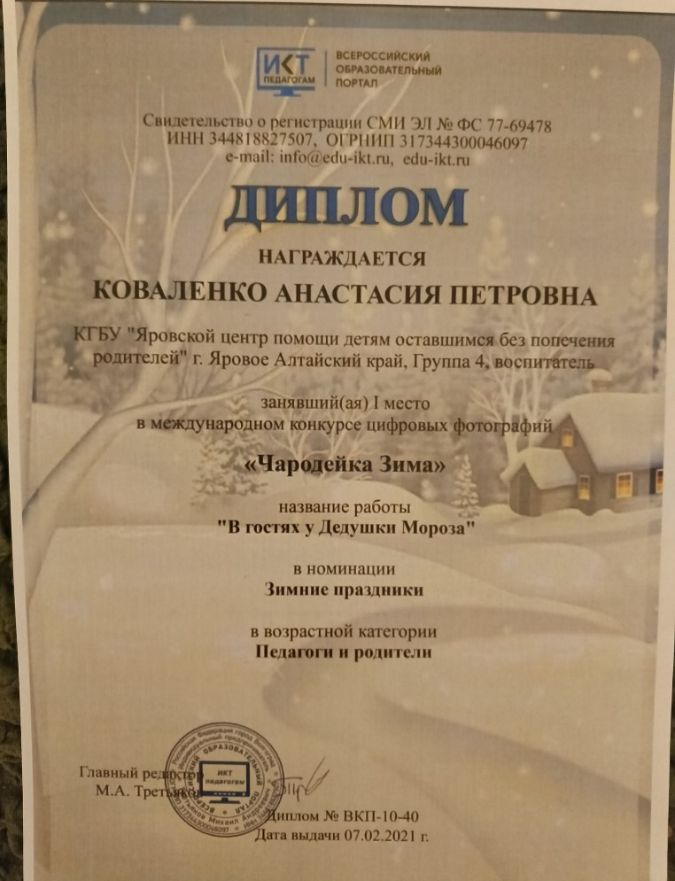 ИКТ
ПЕДАГОГАМ
ВСЕРОССИЙСКИЙ
ОБРАЗОВАТЕЛЬНЫЙ
ПОРТАЛ
Свидетельство о регистрации СМИ ЭЛ № ФС 77-69478
ИНН 344818827507, ОГРНИП 317344300046097
e-mail: info@edu-ikt.ru, edu-ikt.ru
ДИПЛОМ
НАГРАЖДАЕТСЯ
КОВАЛЕНКО АНАСТАСИЯ ПЕТРОВНА
КГБУ "Яровской центр помощи детям оставшимся без попечения
родителей" г. Яровое Алтайский край, Группа 4, воспитатель
занявший(ая) I место
в международном конкурсе цифровых фотографий
«Чародейка Зима»
название работы
"В гостях у Дедушки Мороза"
в номинации
Зимние праздники
в возрастной категории
Педагоги и родители
Главный редактор
М.А. Третьяков
ИКТ
педагогам
Диплом № ВКП-10-40
Дата выдачи 07.02.2021 г.